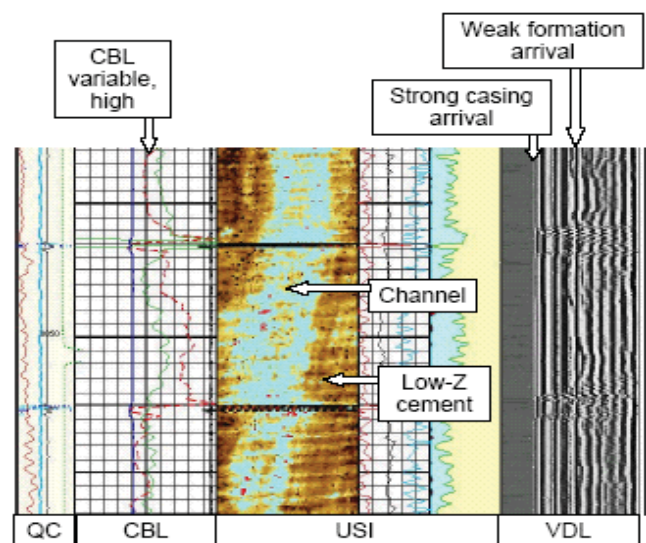 Weak formation
arrival
CBL
variable,
high
Strong casing
arrival
Channel
Low-Z
cement
QC
CBL
USI
VDL